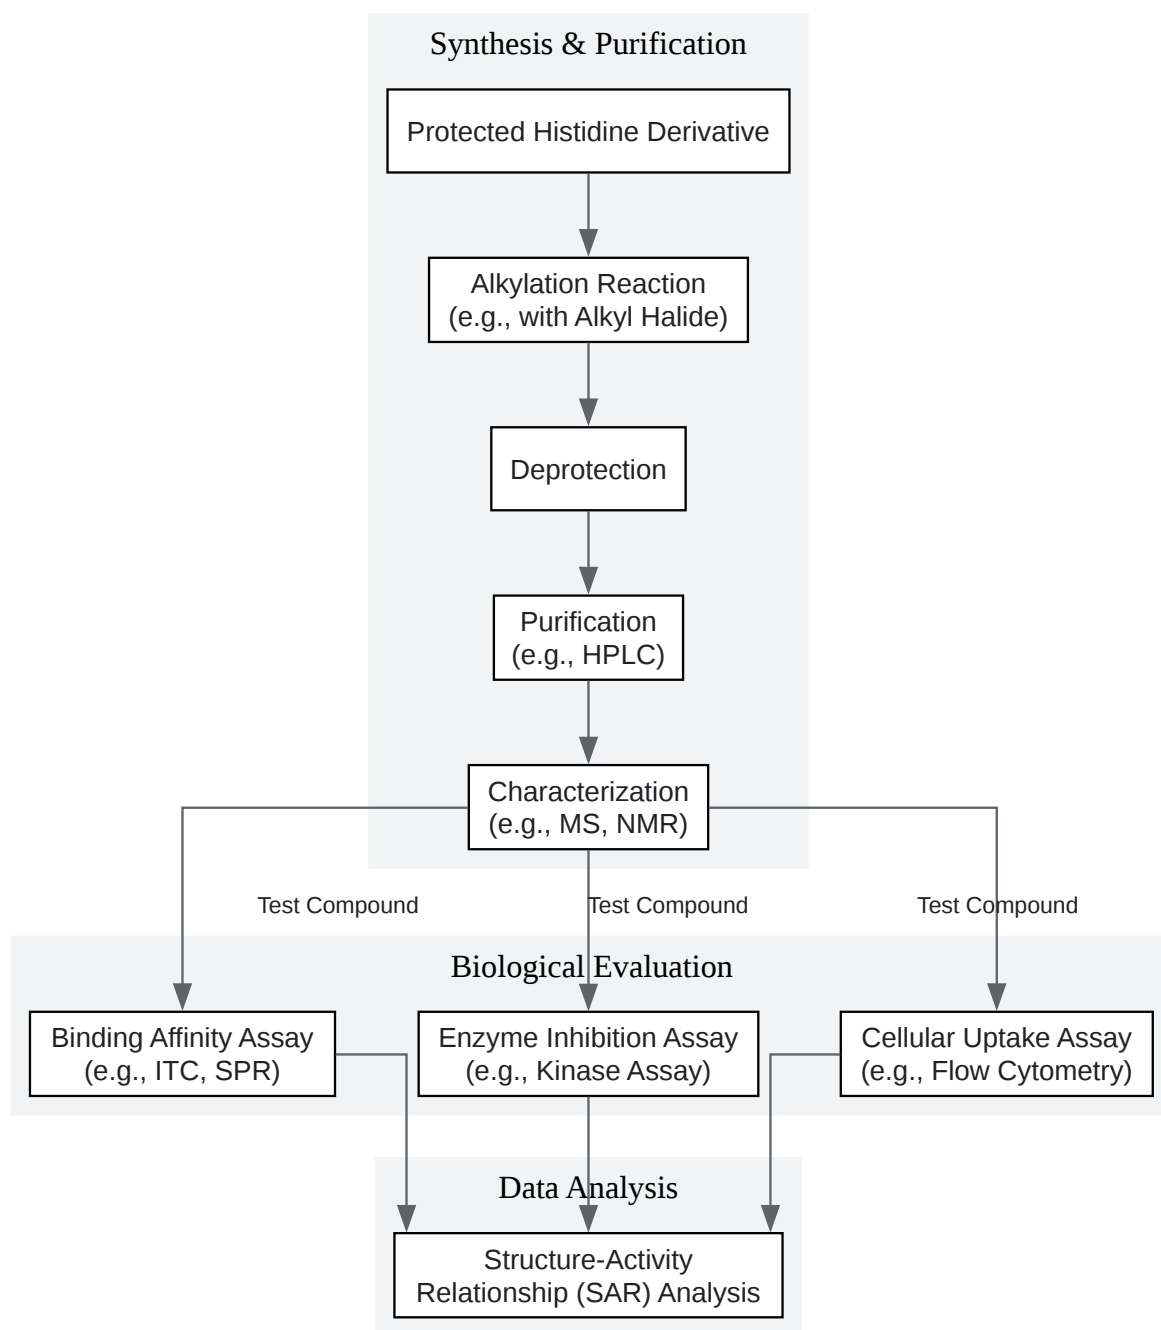 Synthesis & Purification
Protected Histidine Derivative
Alkylation Reaction
(e.g., with Alkyl Halide)
Deprotection
Purification
(e.g., HPLC)
Characterization
(e.g., MS, NMR)
Test Compound
Test Compound
Test Compound
Biological Evaluation
Binding Affinity Assay
(e.g., ITC, SPR)
Enzyme Inhibition Assay
(e.g., Kinase Assay)
Cellular Uptake Assay
(e.g., Flow Cytometry)
Data Analysis
Structure-Activity
Relationship (SAR) Analysis